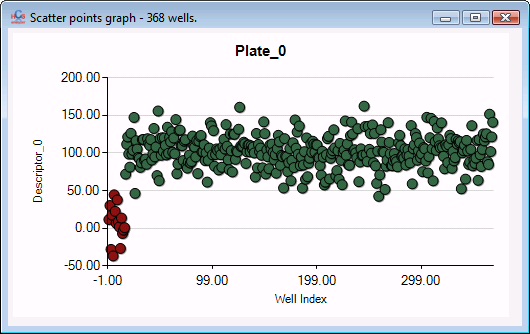 Scatter points graph - 368 wells.
Plate_0
200.00
150.00
100.00
50.00
0.00
-50.00
Descriptor_0
-1.00 99.00 199.00 299.00
Well Index